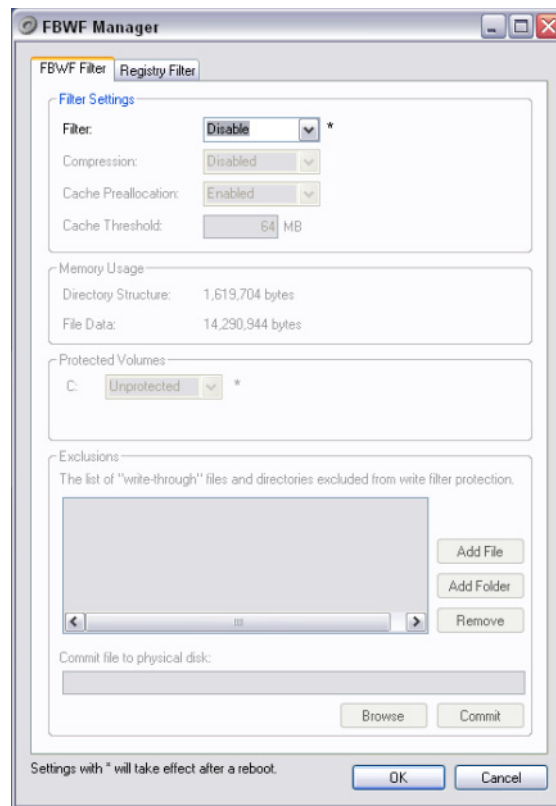 FBWF Manager
FBWF Filter Registry Filter
Filter Settings
Filter: Disable *
Compression: Disabled
Cache Preallocation: Enabled
Cache Threshold: 64 MB
Memory Usage
Directory Structure: 1,619,704 bytes
File Data: 14,290,944 bytes
Protected Volumes
C: Unprotected *
Exclusions
The list of "write-through" files and directories excluded from write filter protection.
Add File
Add Folder
Remove
Commit file to physical disk:
Browse Commit
Settings with * will take effect after a reboot.
OK Cancel